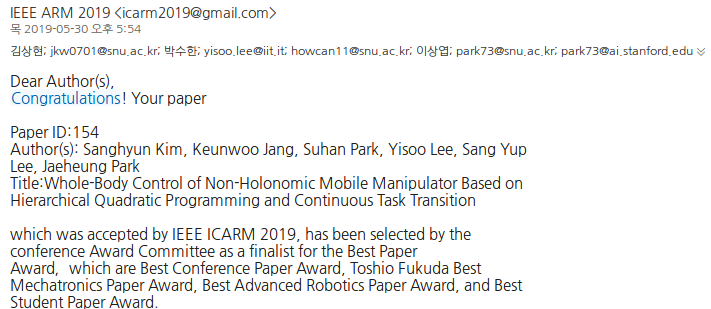 IEEE ARM 2019 <icarm2019@gmail.com>
목 2019-05-30 오후 5:54
김상현; jkw0701@snu.ac.kr; 박수한; yisoo.lee@iit.it; howcan11@snu.ac.kr; 이상엽; park73@snu.ac.kr; park73@ai.stanford.edu
Dear Author(s),
Congratulations! Your paper
Paper ID:154
Author(s): Sanghyun Kim, Keunwoo Jang, Suhan Park, Yisoo Lee, Sang Yup
Lee, Jaeheung Park
Title:Whole-Body Control of Non-Holonomic Mobile Manipulator Based on
Hierarchical Quadratic Programming and Continuous Task Transition
which was accepted by IEEE ICARM 2019, has been selected by the
conference Award Committee as a finalist for the Best Paper
Award,  which are Best Conference Paper Award, Toshio Fukuda Best
Mechatronics Paper Award, Best Advanced Robotics Paper Award, and Best
Student Paper Award.